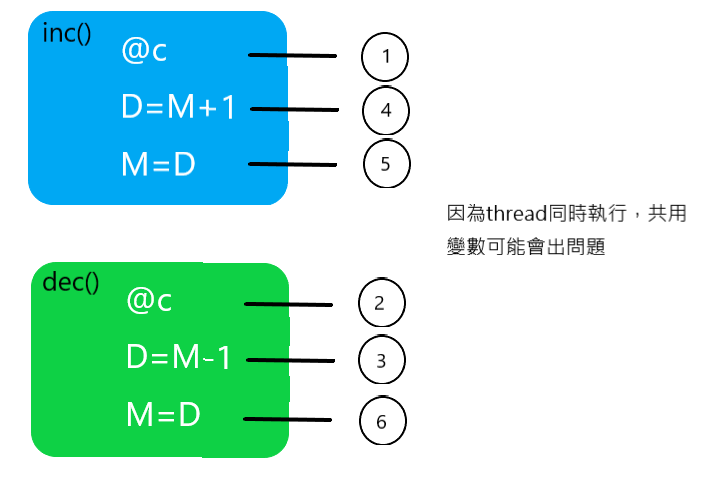 inc()
@c
1
D=M+1
4
M=D
5
因為thread同時執行，共用
變數可能會出問題
dec()
@c
2
D=M-1
3
M=D
6